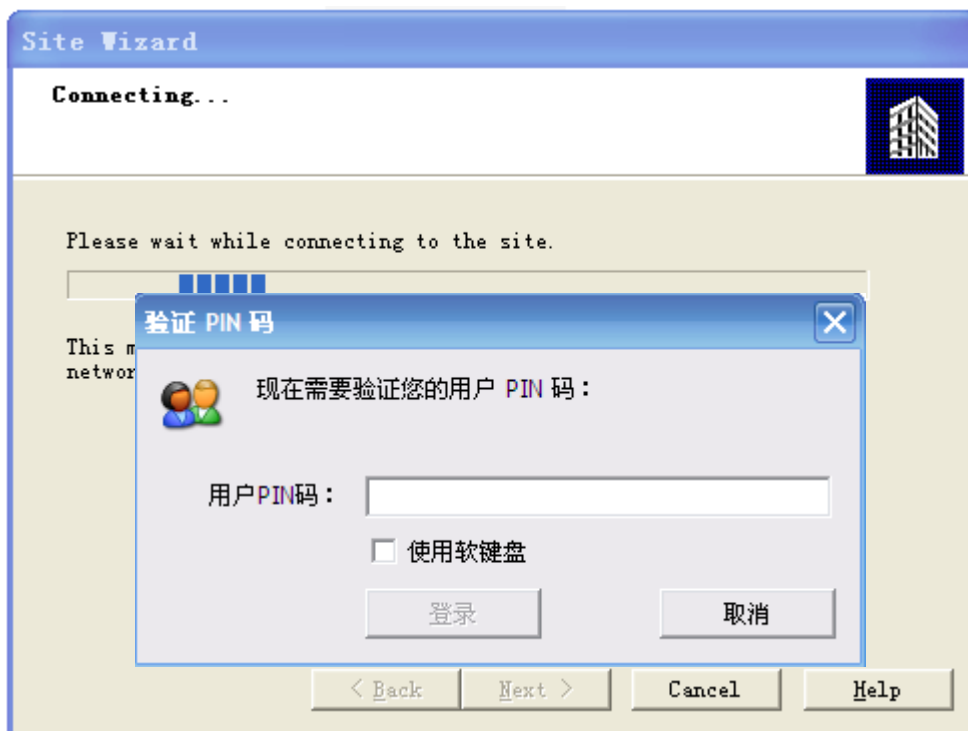 Site Wizard
Connecting...
Please wait while connecting to the site.
验证 PIN 码
This m
networ
现在需要验证您的用户 PIN 码：
用户PIN码：
使用软键盘
登录
取消
< Back
Next >
Cancel
Help